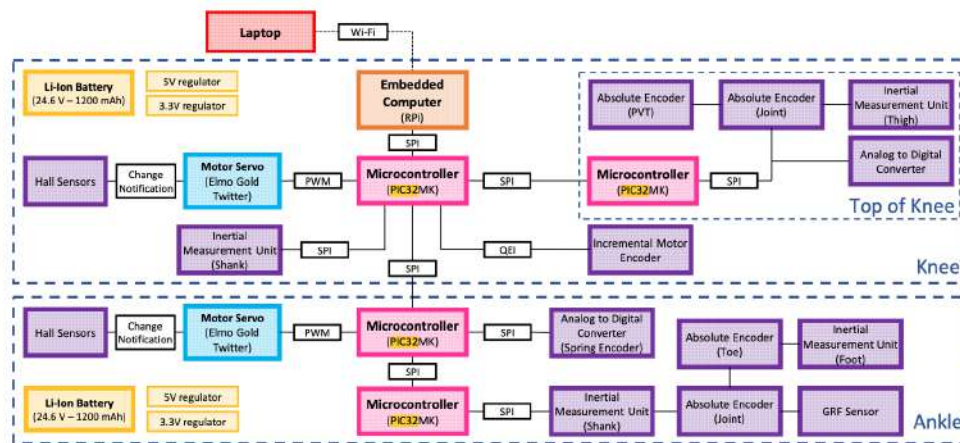 Laptop
Wi-Fi
Li-Ion Battery
(24.6 V – 1200 mAh)
5V regulator
3.3V regulator
Embedded
Computer
(RPi)
SPI
Absolute Encoder
(PVT)
Absolute Encoder
(Joint)
Inertial
Measurement Unit
(Thigh)
Hall Sensors
Change
Notification
Motor Servo
(Elmo Gold
Twitter)
PWM
Microcontroller
(PIC32MK)
SPI
Microcontroller
(PIC32MK)
SPI
Analog to Digital
Converter
Top of Knee
Inertial
Measurement Unit
(Shank)
SPI
SPI
QEI
Incremental Motor
Encoder
Knee
Hall Sensors
Change
Notification
Motor Servo
(Elmo Gold
Twitter)
PWM
Microcontroller
(PIC32MK)
SPI
Analog to Digital
Converter
(Spring Encoder)
Absolute Encoder
(Toe)
Inertial
Measurement Unit
(Foot)
SPI
Li-Ion Battery
(24.6 V – 1200 mAh)
5V regulator
3.3V regulator
Microcontroller
(PIC32MK)
SPI
Inertial
Measurement Unit
(Shank)
Absolute Encoder
(Joint)
GRF Sensor
Ankle